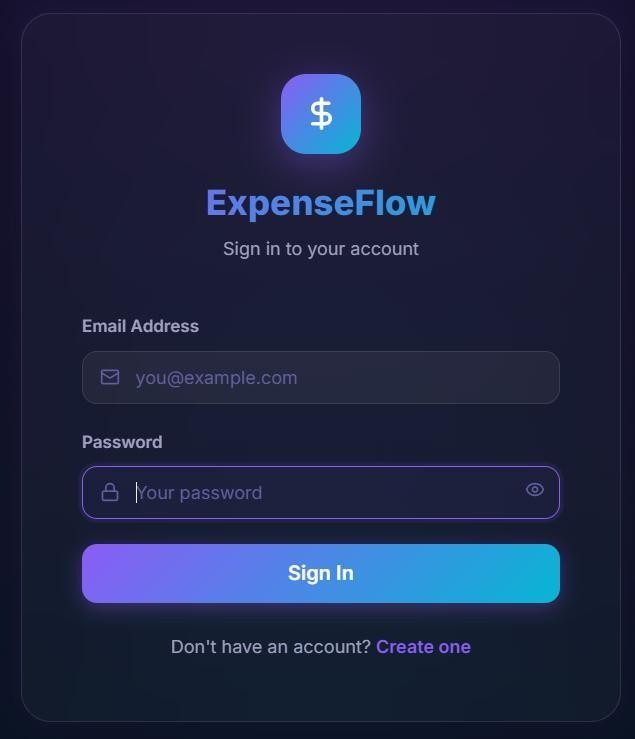 $
ExpenseFlow
Sign in to your account
Email Address
you@example.com
Password
Your password
Sign In
Don't have an account? Create one